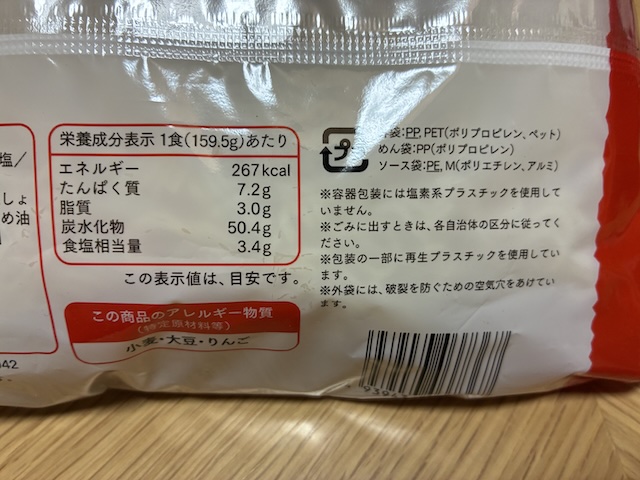 塩/
しょ
め油
栄養成分表示 1食(159.5g)あたり
エネルギー 267kcal
たんぱく質 7.2g
脂質 3.0g
炭水化物 50.4g
食塩相当量 3.4g
この表示値は、目安です。
この商品のアレルギー物質
(特定原材料等)
小麦・大豆・りんご
プ
袋:PP, PET(ポリプロピレン、ペット)
めん袋:PP(ポリプロピレン)
ソース袋:PE, M(ポリエチレン、アルミ)
※容器包装には塩素系プラスチックを使用して
いません。
※ごみに出すときは、各自治体の区分に従ってく
ださい。
※包装の一部に再生プラスチックを使用してい
ます。
※外袋には、破裂を防ぐための空気穴をあけてい
ます。